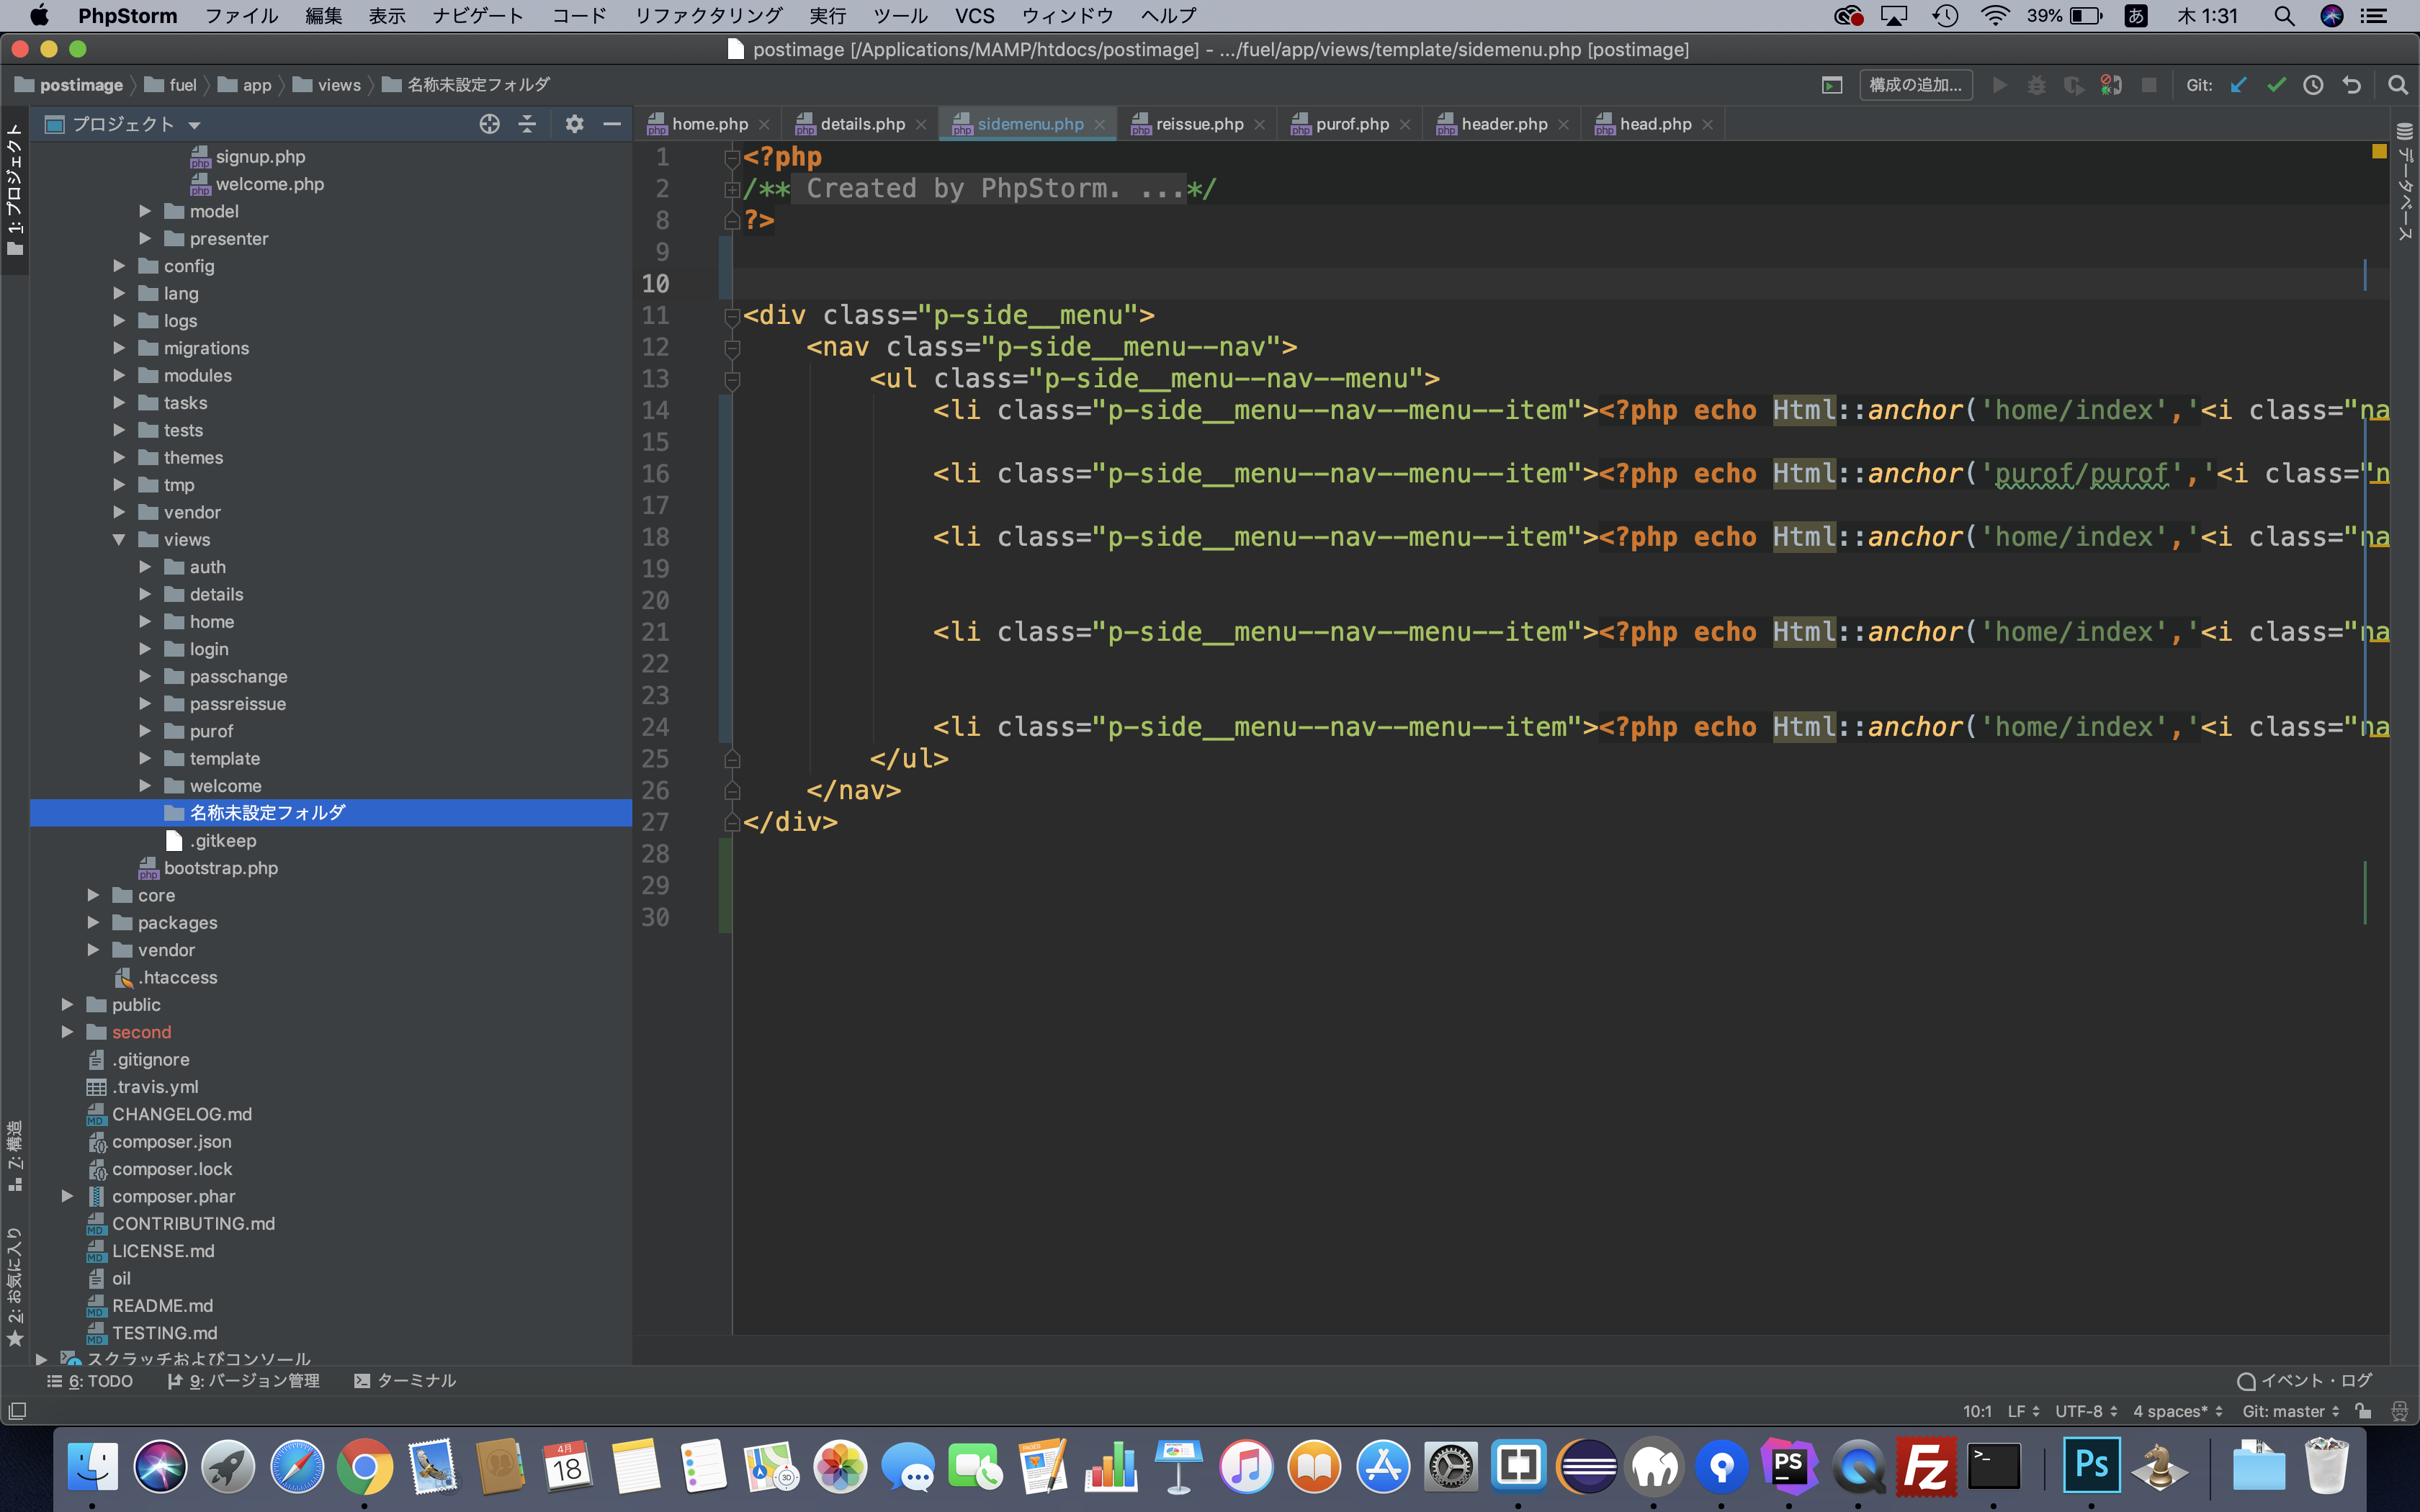 PhpStorm ファイル 編集 表示 ナビゲート コード リファクタリング 実行 ツール VCS ウィンドウ ヘルプ 39% あ 木 1:31
postimage [/Applications/MAMP/htdocs/postimage] - .../fuel/app/views/template/sidemenu.php [postimage]
postimage fuel app views 名称未設定フォルダ 構成の追加... Git:
プロジェクト
home.php details.php sidemenu.php reissue.php purof.php header.php head.php
1: プロジェクト
7: 構造
2: お気に入り
データベース
signup.php
welcome.php
model
presenter
config
lang
logs
migrations
modules
tasks
tests
themes
tmp
vendor
views
auth
details
home
login
passchange
passreissue
purof
template
welcome
名称未設定フォルダ
.gitkeep
bootstrap.php
core
packages
vendor
.htaccess
public
second
.gitignore
.travis.yml
CHANGELOG.md
composer.json
composer.lock
composer.phar
CONTRIBUTING.md
LICENSE.md
oil
README.md
TESTING.md
スクラッチおよびコンソール
1 <?php
2 /** Created by PhpStorm. ...*/
8 ?>
9
10
11 <div class="p-side__menu">
12 <nav class="p-side__menu--nav">
13 <ul class="p-side__menu--nav--menu">
14 <li class="p-side__menu--nav--menu--item"><?php echo Html::anchor('home/index','<i class="na
15
16 <li class="p-side__menu--nav--menu--item"><?php echo Html::anchor('purof/purof','<i class="n
17
18 <li class="p-side__menu--nav--menu--item"><?php echo Html::anchor('home/index','<i class="na
19
20
21 <li class="p-side__menu--nav--menu--item"><?php echo Html::anchor('home/index','<i class="na
22
23
24 <li class="p-side__menu--nav--menu--item"><?php echo Html::anchor('home/index','<i class="na
25 </ul>
26 </nav>
27 </div>
28
29
30
6: TODO 9: バージョン管理 ターミナル イベント・ログ
10:1 LF UTF-8 4 spaces* Git: master
4月
18
3D
PAGES
PS
Fz
>_
Ps